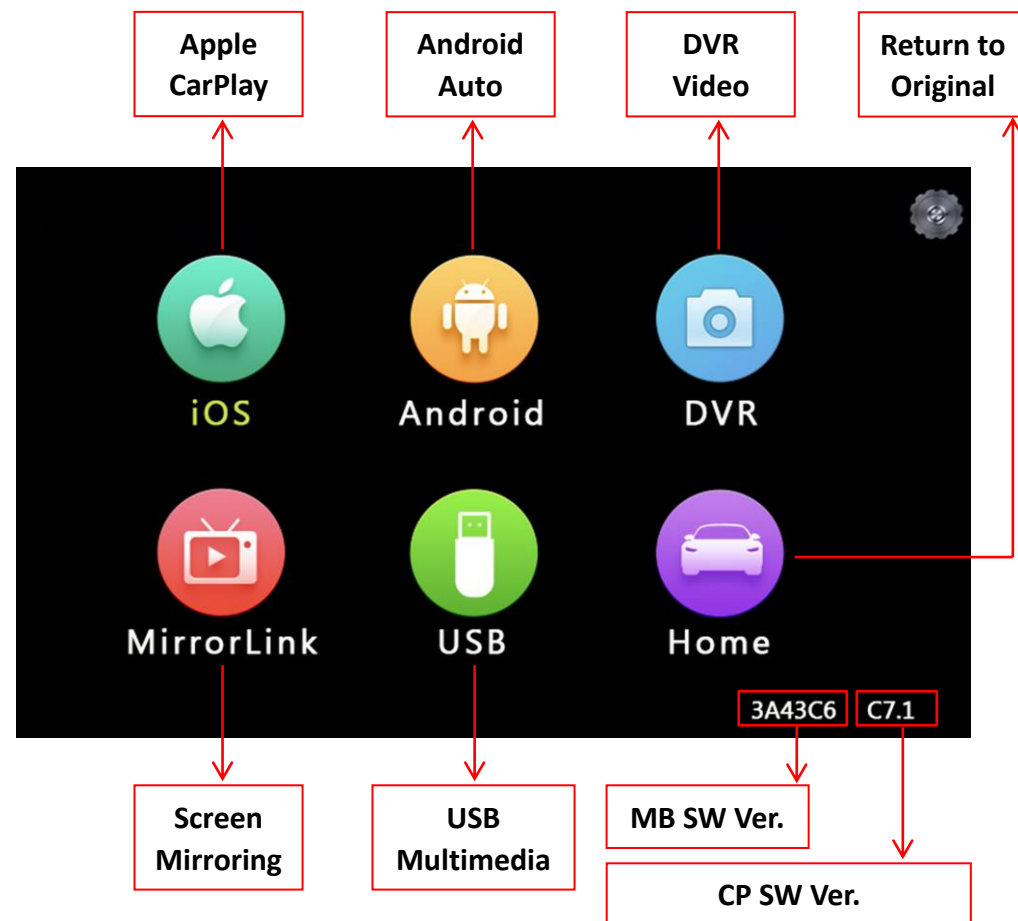 Apple
CarPlay
Android
Auto
DVR
Video
Return to
Original
iOS
Android
DVR
MirrorLink
USB
Home
3A43C6
C7.1
Screen
Mirroring
USB
Multimedia
MB SW Ver.
CP SW Ver.